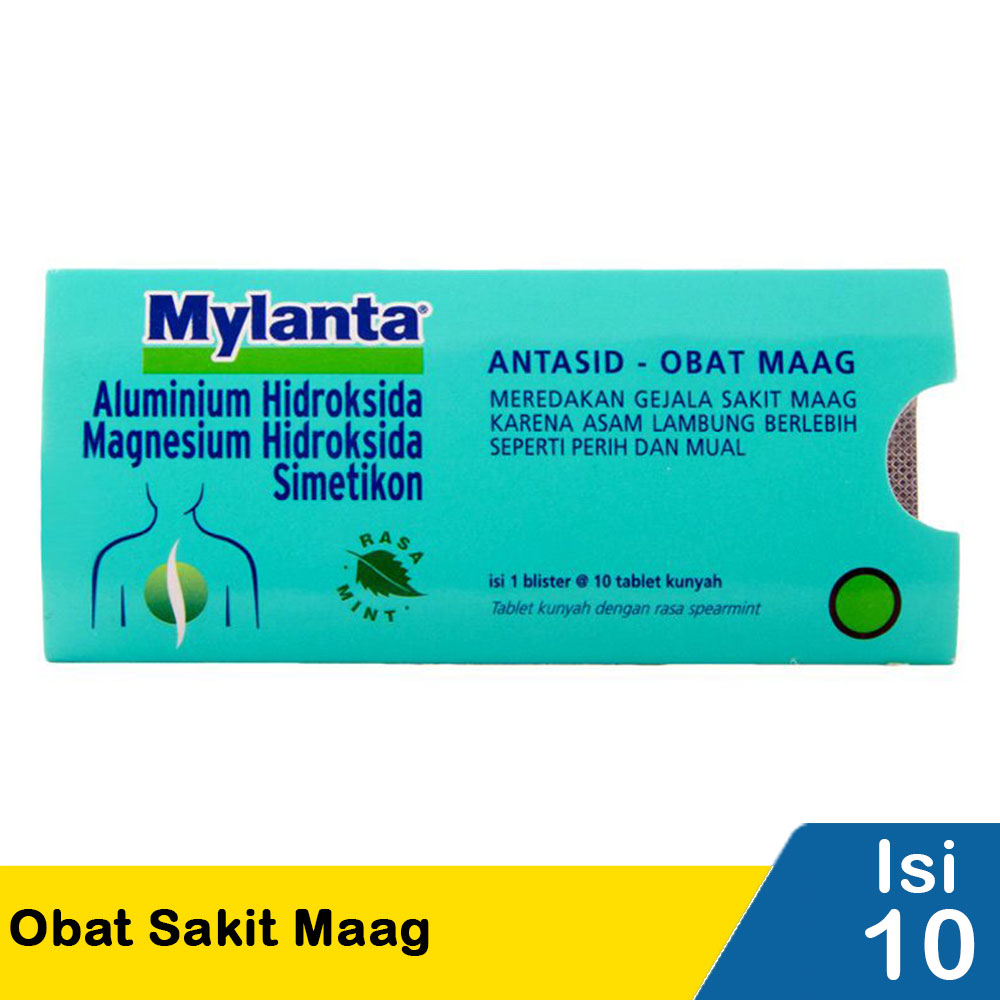 Mylanta®
Aluminium Hidroksida
Magnesium Hidroksida
Simetikon
RASA
MINT
ANTASID - OBAT MAAG
MEREDAKAN GEJALA SAKIT MAAG
KARENA ASAM LAMBUNG BERLEBIH
SEPERTI PERIH DAN MUAL
isi 1 blister @ 10 tablet kunyah
Tablet kunyah dengan rasa spearmint
Obat Sakit Maag
Isi
10